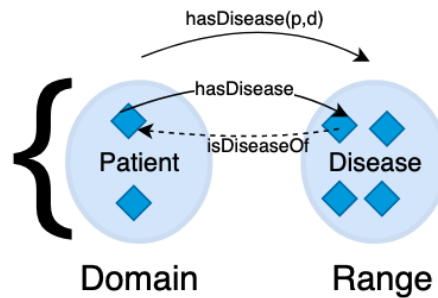 hasDisease(p,d)
hasDisease
isDiseaseOf
Patient
Disease
Domain
Range